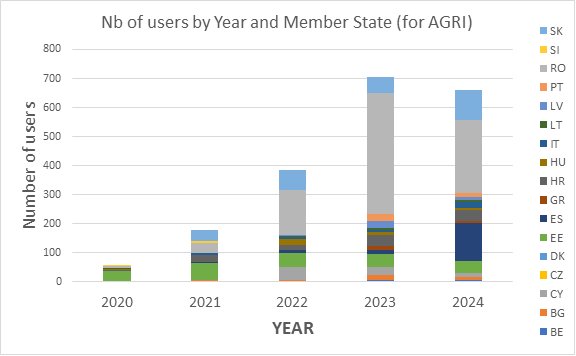 Nb of users by Year and Member State (for AGRI)
800
700
600
500
400
300
200
100
0
Number of users
2020 2021 2022 2023 2024
YEAR
SK
SI
RO
PT
LV
LT
IT
HU
HR
GR
ES
EE
DK
CZ
CY
BG
BE